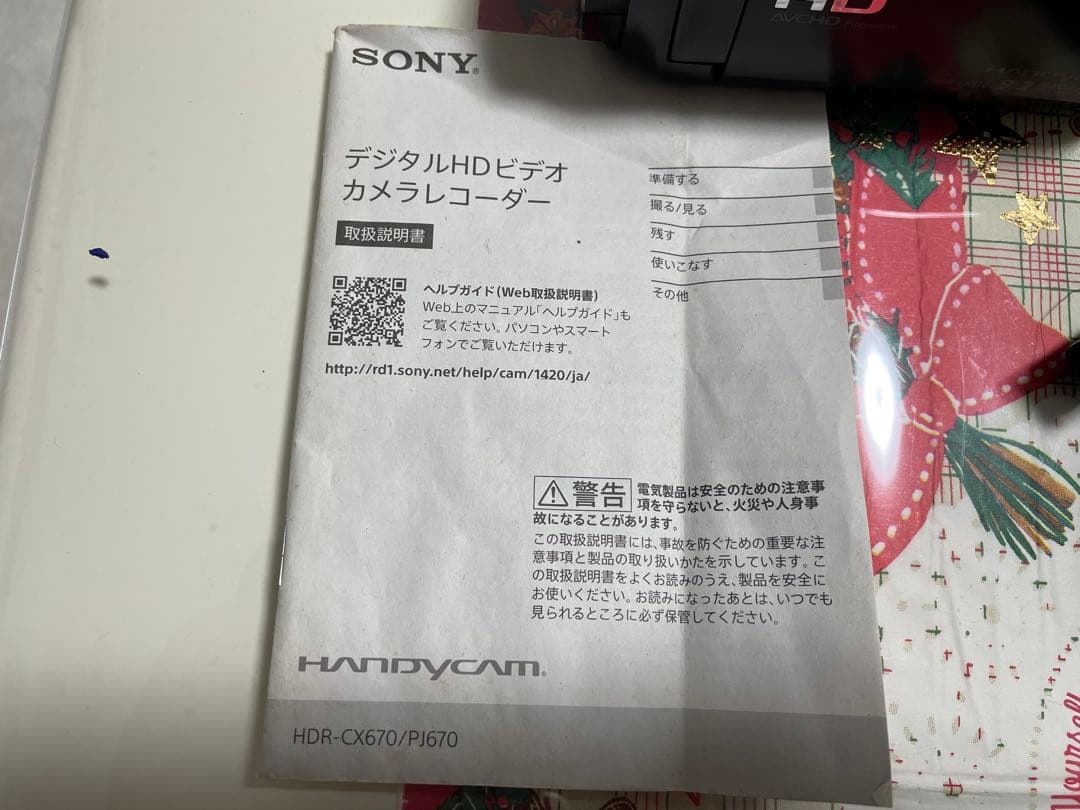 HD
AVCHD
SONY®
デジタルHDビデオ
カメラレコーダー
取扱説明書
ヘルプガイド(Web取扱説明書)
Web上のマニュアル「ヘルプガイド」も
ご覧ください。パソコンやスマート
フォンでご覧いただけます。
http://rd1.sony.net/help/cam/1420/ja/
準備する
撮る/見る
残す
使いこなす
その他
警告 電気製品は安全のための注意事
項を守らないと、火災や人身事
故になることがあります。
この取扱説明書には、事故を防ぐための重要な注
意事項と製品の取り扱いかたを示しています。こ
の取扱説明書をよくお読みのうえ、製品を安全に
お使いください。お読みになったあとは、いつでも
見られるところに必ず保管してください。
HANDYCAM®
HDR-CX670/PJ670
yourself